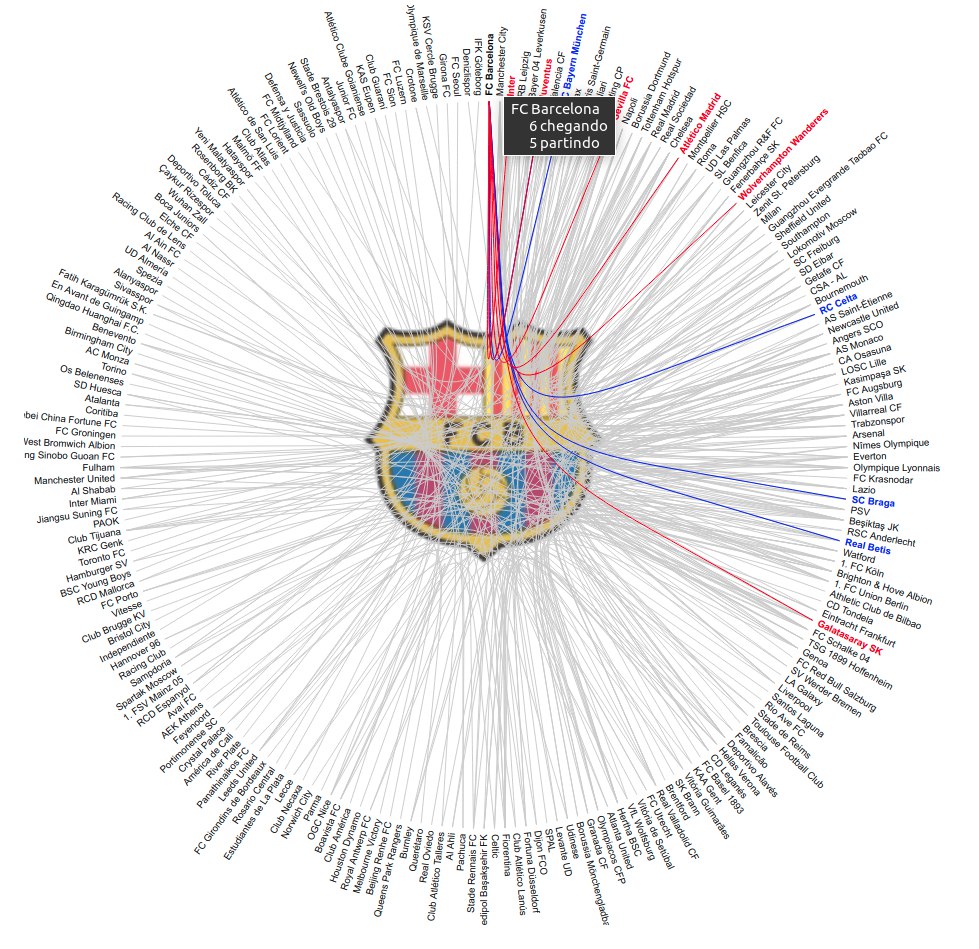 FC Barcelona
Manchester City
Inter
RB Leipzig
Bayer 04 Leverkusen
Juventus
Valencia CF
FC Bayern München
Paris Saint-Germain
Sporting CP
Sevilla FC
Napoli
Borussia Dortmund
Tottenham Hotspur
Real Madrid
Real Sociedad
Chelsea
Atlético Madrid
Montpellier HSC
Roma
UD Las Palmas
SL Benfica
Guangzhou R&F FC
Fenerbahçe SK
Wolverhampton Wanderers
Leicester City
Zenit St. Petersburg
Milan
Guangzhou Evergrande Taobao FC
Sheffield United
Southampton
Lokomotiv Moscow
SC Freiburg
SD Eibar
Getafe CF
CSA - AL
Bournemouth
RC Celta
AS Saint-Étienne
Newcastle United
Angers SCO
AS Monaco
CA Osasuna
LOSC Lille
Kasimpaşa SK
FC Augsburg
Aston Villa
Villarreal CF
Trabzonspor
Arsenal
Nîmes Olympique
Everton
Olympique Lyonnais
FC Krasnodar
Lazio
SC Braga
PSV
Beşiktaş JK
RSC Anderlecht
Real Betis
Watford
1. FC Köln
Brighton & Hove Albion
1. FC Union Berlin
Athletic Club de Bilbao
CD Tondela
Eintracht Frankfurt
Galatasaray SK
FC Schalke 04
TSG 1899 Hoffenheim
Genoa
FC Red Bull Salzburg
SV Werder Bremen
LA Galaxy
Liverpool
Santos Laguna
Rio Ave FC
Stade de Reims
Toulouse Football Club
Brescia
Famalicão
Deportivo Alavés
Hellas Verona
CD Leganés
FC Basel 1893
KAA Gent
Vitória Guimarães
SK Brann
Brentford
Real Valladolid CF
Vitória de Setúbal
FC Utrecht
VfL Wolfsburg
Hertha BSC
Atlanta United
Olympiacos CFP
Granada CF
Borussia Mönchengladba
Udinese
Levante UD
SPAL
Dijon FCO
Fortuna Düsseldorf
Club Atlético Lanús
Fiorentina
Celtic
edipol Başakşehir FK
Stade Rennais FC
Pachuca
Al Ahli
Club Atlético Talleres
Real Oviedo
Querétaro
Burnley
Queens Park Rangers
Beijing Renhe FC
Melbourne Victory
Royal Antwerp FC
Houston Dynamo
Club América
Boavista FC
OGC Nice
Parma
Norwich City
Club Necaxa
Lecce
Estudiantes de La Plata
Rosario Central
FC Girondins de Bordeaux
Leeds United
Panathinaikos FC
River Plate
América de Cali
Crystal Palace
Portimonense SC
Feyenoord
AEK Athens
Avaí FC
RCD Espanyol
1. FSV Mainz 05
Spartak Moscow
Sampdoria
Racing Club
Hannover 96
Independiente
Bristol City
Club Brugge KV
Vitesse
FC Porto
RCD Mallorca
BSC Young Boys
Hamburger SV
Toronto FC
KRC Genk
Club Tijuana
PAOK
Jiangsu Suning FC
Inter Miami
Al Shabab
Manchester United
Fulham
ng Sinobo Guoan FC
West Bromwich Albion
FC Groningen
bei China Fortune FC
Coritiba
Atalanta
SD Huesca
Os Belenenses
Torino
AC Monza
Birmingham City
Benevento
Qingdao Huanghai F.C.
En Avant de Guingamp
Fatih Karagümrük S.K.
Sivasspor
Alanyaspor
Spezia
UD Almería
Al Nassr
Al Ain FC
Racing Club de Lens
Elche CF
Boca Juniors
Wuhan Zall
Çaykur Rizespor
Deportivo Toluca
Cádiz CF
Rosenborg BK
Yeni Malatyaspor
Hatayspor
Malmö FF
Club Atlas
Atlético de San Luis
FC Lorient
FC Midtjylland
Defensa y Justicia
Sassuolo
Newell's Old Boys
Stade Brestois 29
Antalyaspor
Junior FC
Atlético Clube Goianiense
KAS Eupen
Club Guaraní
FC Sion
FC Luzern
Crotone
Olympique de Marseille
KSV Cercle Brugge
Girona FC
FC Seoul
Denizlispor
IFK Göteborg
FC Barcelona
6 chegando
5 partindo
FCB